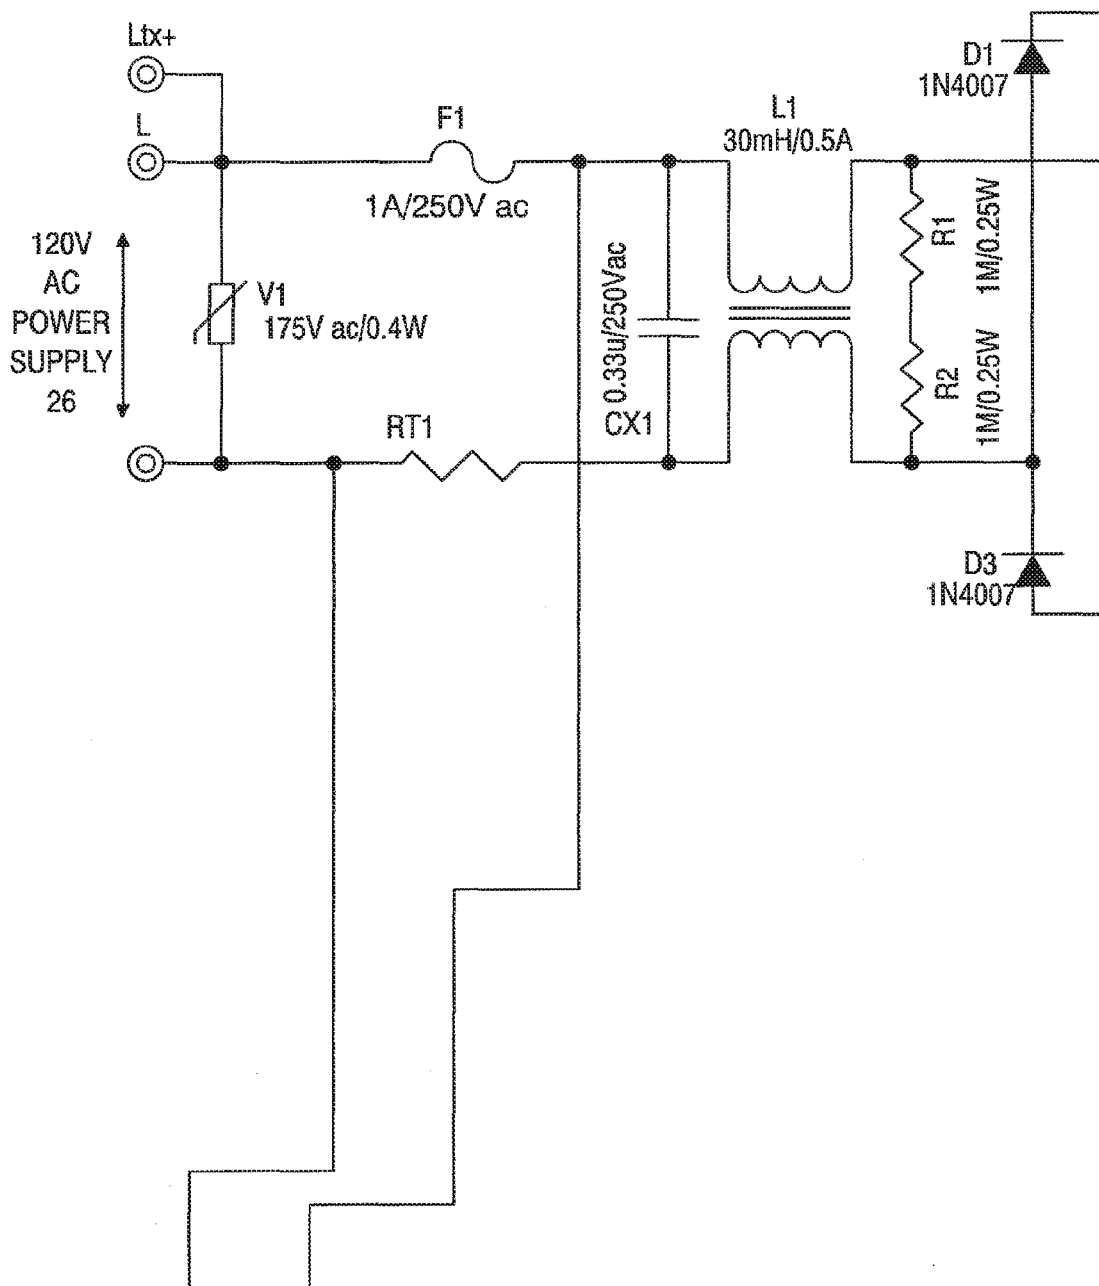 Ltx+
L
F1
1A/250V ac
L1
30mH/0.5A
D1
1N4007
120V
AC
POWER
SUPPLY
26
V1
175V ac/0.4W
0.33u/250Vac
CX1
R1
1M/0.25W
R2
1M/0.25W
RT1
D3
1N4007